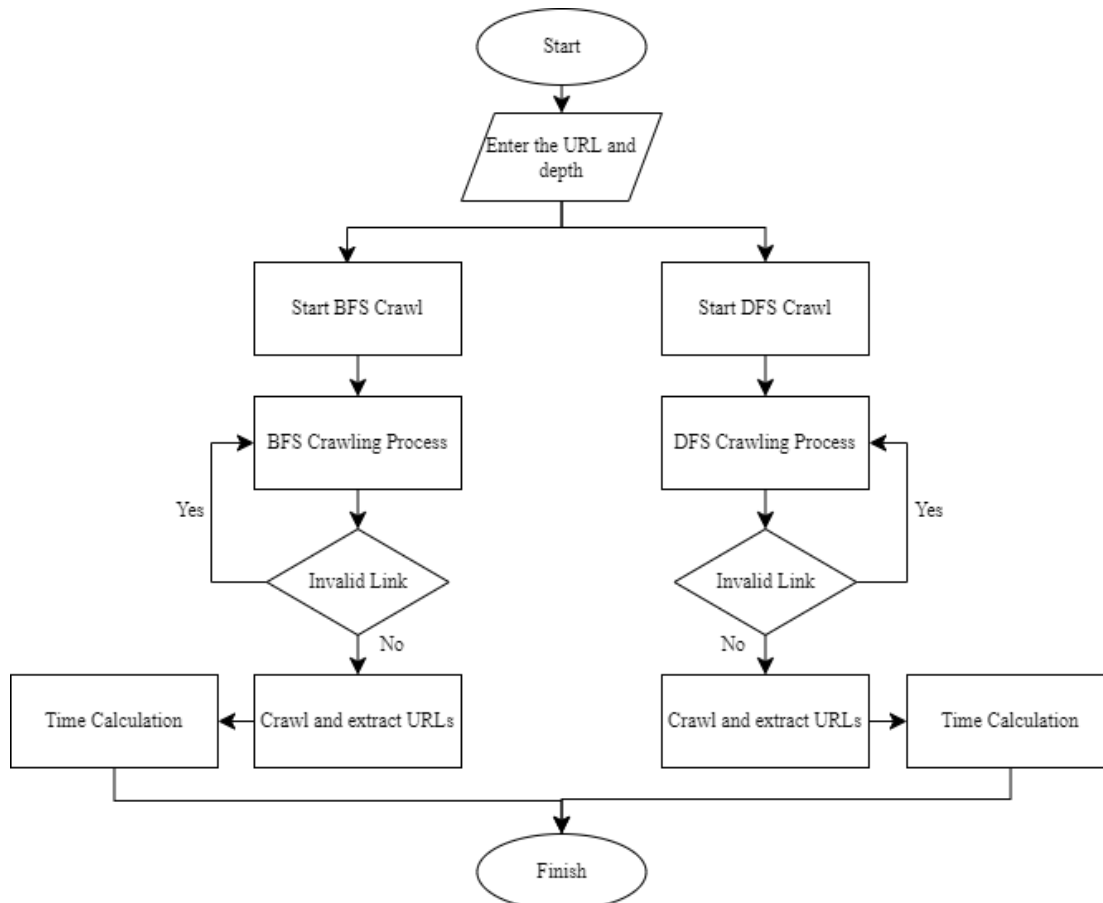 Start
Enter the URL and
depth
Start BFS Crawl
Start DFS Crawl
BFS Crawling Process
DFS Crawling Process
Yes
Yes
Invalid Link
Invalid Link
No
No
Time Calculation
Crawl and extract URLs
Crawl and extract URLs
Time Calculation
Finish